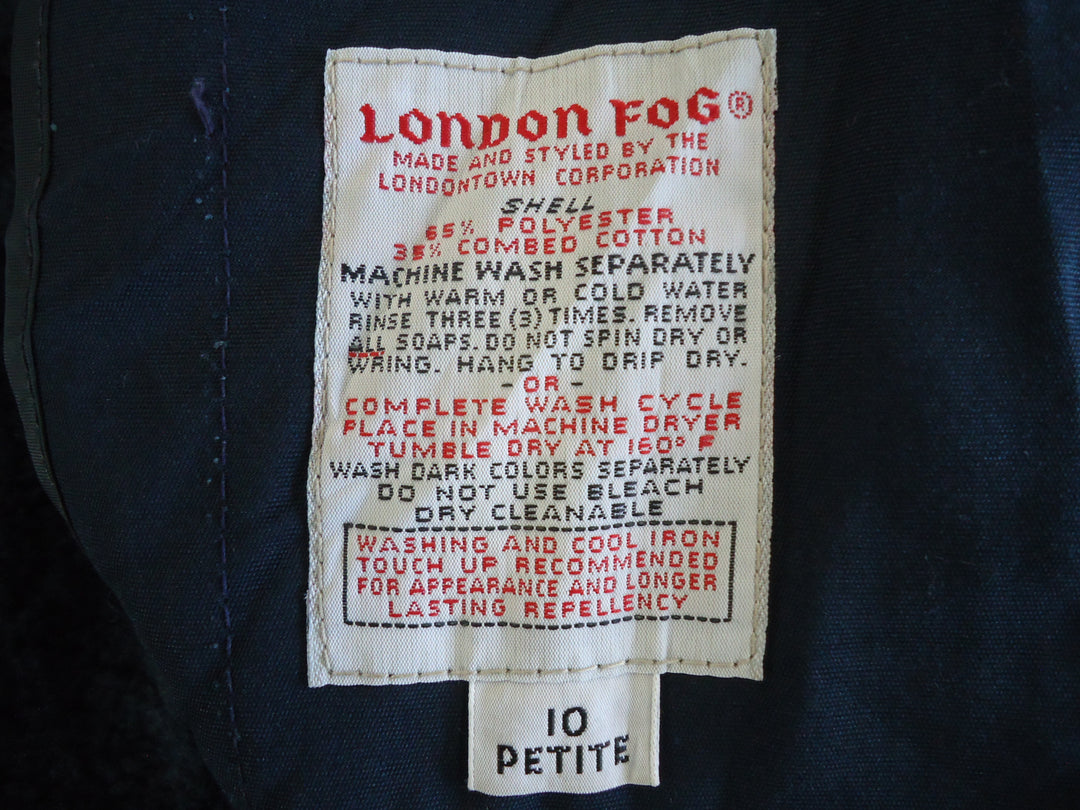 LONDON FOG®
MADE AND STYLED BY THE
LONDONTOWN CORPORATION
SHELL
65% POLYESTER
35% COMBED COTTON
MACHINE WASH SEPARATELY
WITH WARM OR COLD WATER
RINSE THREE (3) TIMES. REMOVE
ALL SOAPS. DO NOT SPIN DRY OR
WRING. HANG TO DRIP DRY.
- OR -
COMPLETE WASH CYCLE
PLACE IN MACHINE DRYER
TUMBLE DRY AT 160° F
WASH DARK COLORS SEPARATELY
DO NOT USE BLEACH
DRY CLEANABLE
WASHING AND COOL IRON
TOUCH UP RECOMMENDED
FOR APPEARANCE AND LONGER
LASTING REPELLENCY
10
PETITE